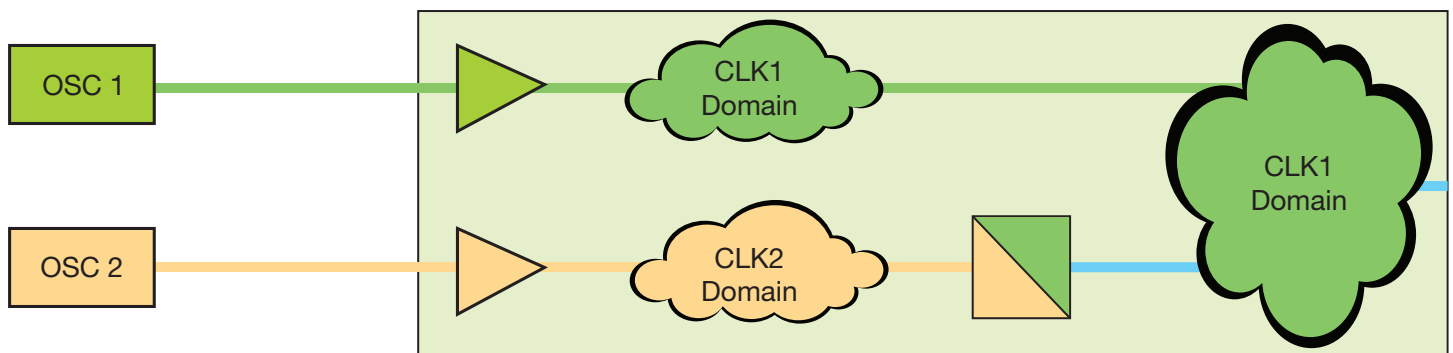 OSC 1
CLK1
Domain
CLK1
Domain
OSC 2
CLK2
Domain